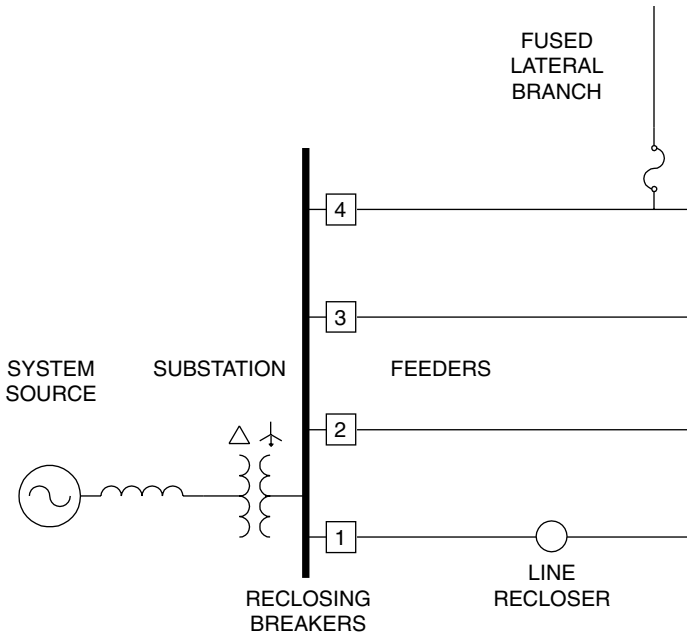 FUSED
LATERAL
BRANCH
4
3
SYSTEM
SOURCE
SUBSTATION
FEEDERS
2
1
LINE
RECLOSER
RECLOSING
BREAKERS